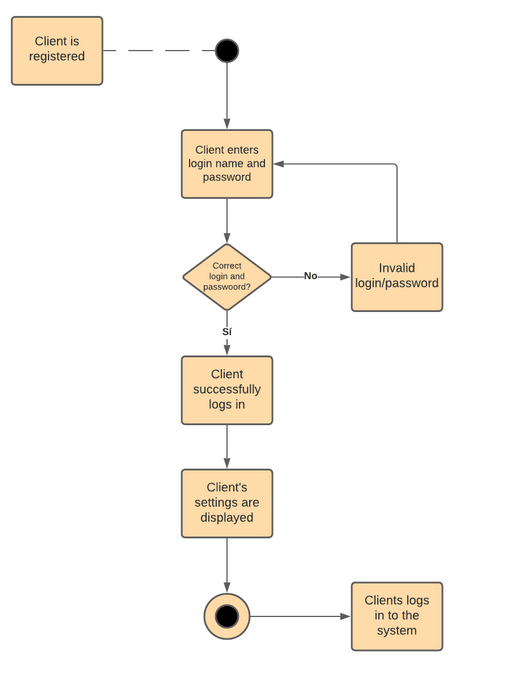 Client is
registered
Client enters
login name and
password
Correct
login and
passwoord?
No
Invalid
login/password
Sí
Client
successfully
logs in
Client's
settings are
displayed
Clients logs
in to the
system